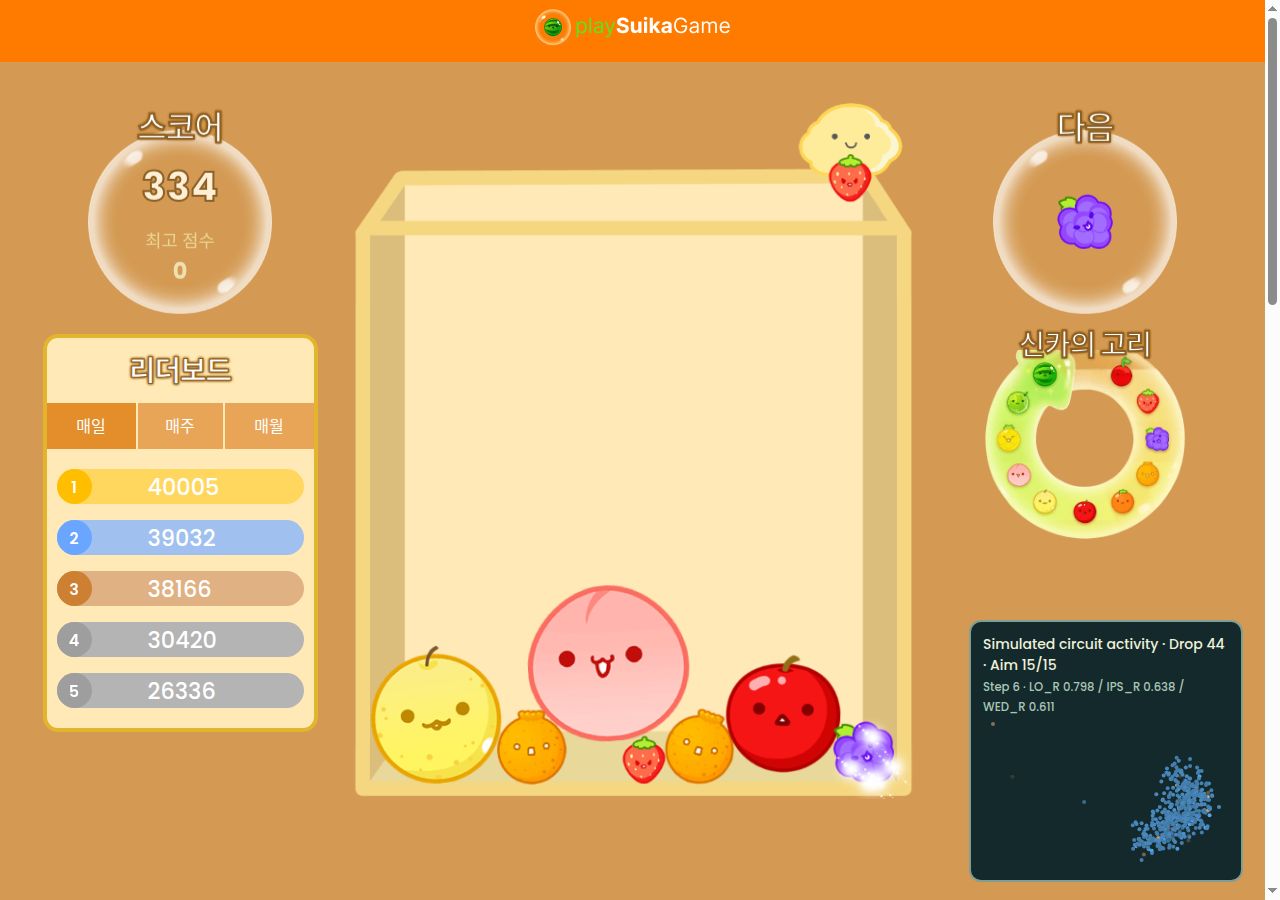 playSuikaGame
스코어
334
최고 점수
0
리더보드
매일 매주 매월
1 40005
2 39032
3 38166
4 30420
5 26336
다음
신카의 고리
Simulated circuit activity · Drop 44
· Aim 15/15
Step 6 · LO_R 0.798 / IPS_R 0.638 /
WED_R 0.611